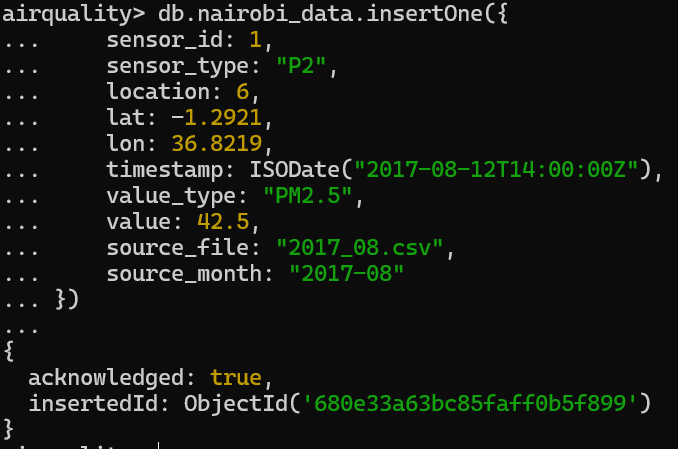 airquality> db.nairobi_data.insertOne({
...     sensor_id: 1,
...     sensor_type: "P2",
...     location: 6,
...     lat: -1.2921,
...     lon: 36.8219,
...     timestamp: ISODate("2017-08-12T14:00:00Z"),
...     value_type: "PM2.5",
...     value: 42.5,
...     source_file: "2017_08.csv",
...     source_month: "2017-08"
... })
...
{
  acknowledged: true,
  insertedId: ObjectId('680e33a63bc85faff0b5f899')
}